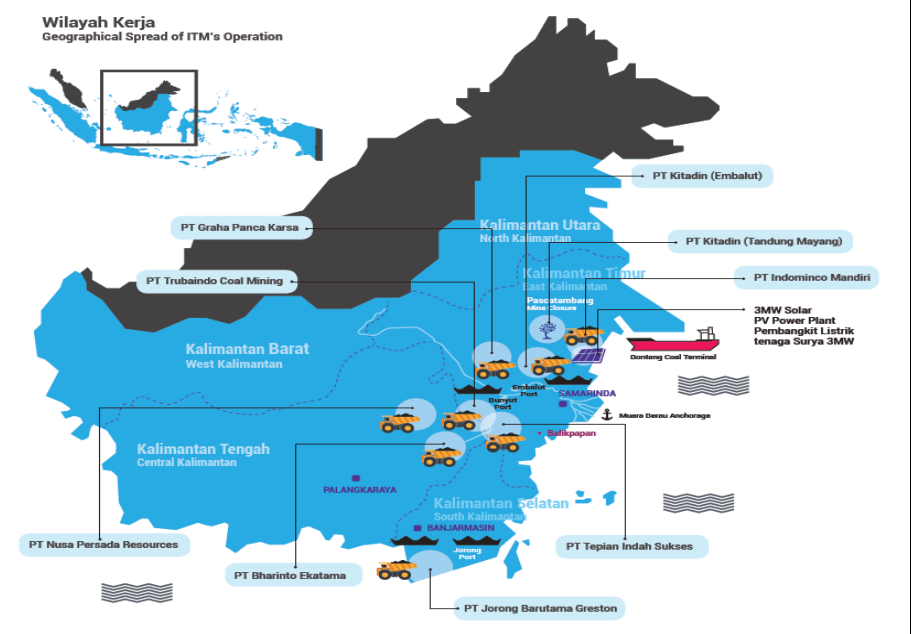 Wilayah Kerja
Geographical Spread of ITM's Operation
PT Kitadin (Embalut)
PT Graha Panca Karsa
Kalimantan Utara
North Kalimantan
PT Kitadin (Tandung Mayang)
PT Trubaindo Coal Mining
Kalimantan Timur
East Kalimantan
PT Indominco Mandiri
Pascatambang
Mine Closure
3MW Solar
PV Power Plant
Pembangkit Listrik
tenaga Surya 3MW
Kalimantan Barat
West Kalimantan
Bontang Coal Terminal
Embalut
Port
Bunyut
Port
SAMARINDA
Muara Berau Anchorage
Balikpapan
Kalimantan Tengah
Central Kalimantan
PALANGKARAYA
Kalimantan Selatan
South Kalimantan
BANJARMASIN
PT Nusa Persada Resources
Jorong
Port
PT Tepian Indah Sukses
PT Bharinto Ekatama
PT Jorong Barutama Greston